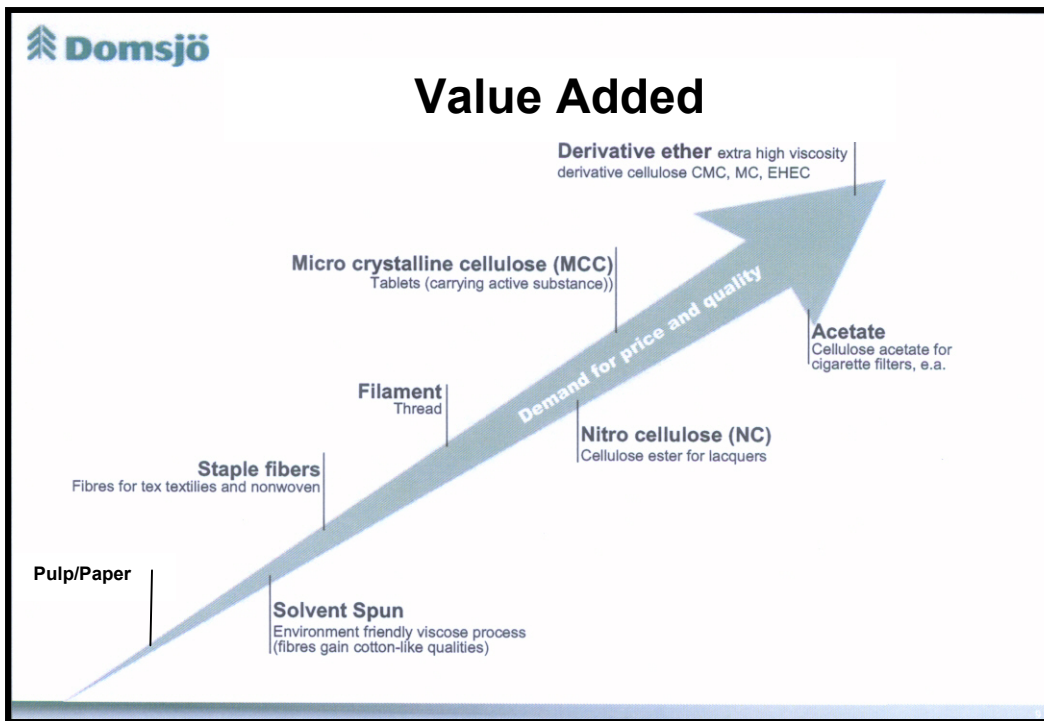 Domsjö
Value Added
Derivative ether extra high viscosity
derivative cellulose CMC, MC, EHEC
Micro crystalline cellulose (MCC)
Tablets (carrying active substance))
Demand for price and quality
Acetate
Cellulose acetate for
cigarette filters, e.a.
Filament
Thread
Nitro cellulose (NC)
Cellulose ester for lacquers
Staple fibers
Fibres for tex textilies and nonwoven
Pulp/Paper
Solvent Spun
Environment friendly viscose process
(fibres gain cotton-like qualities)